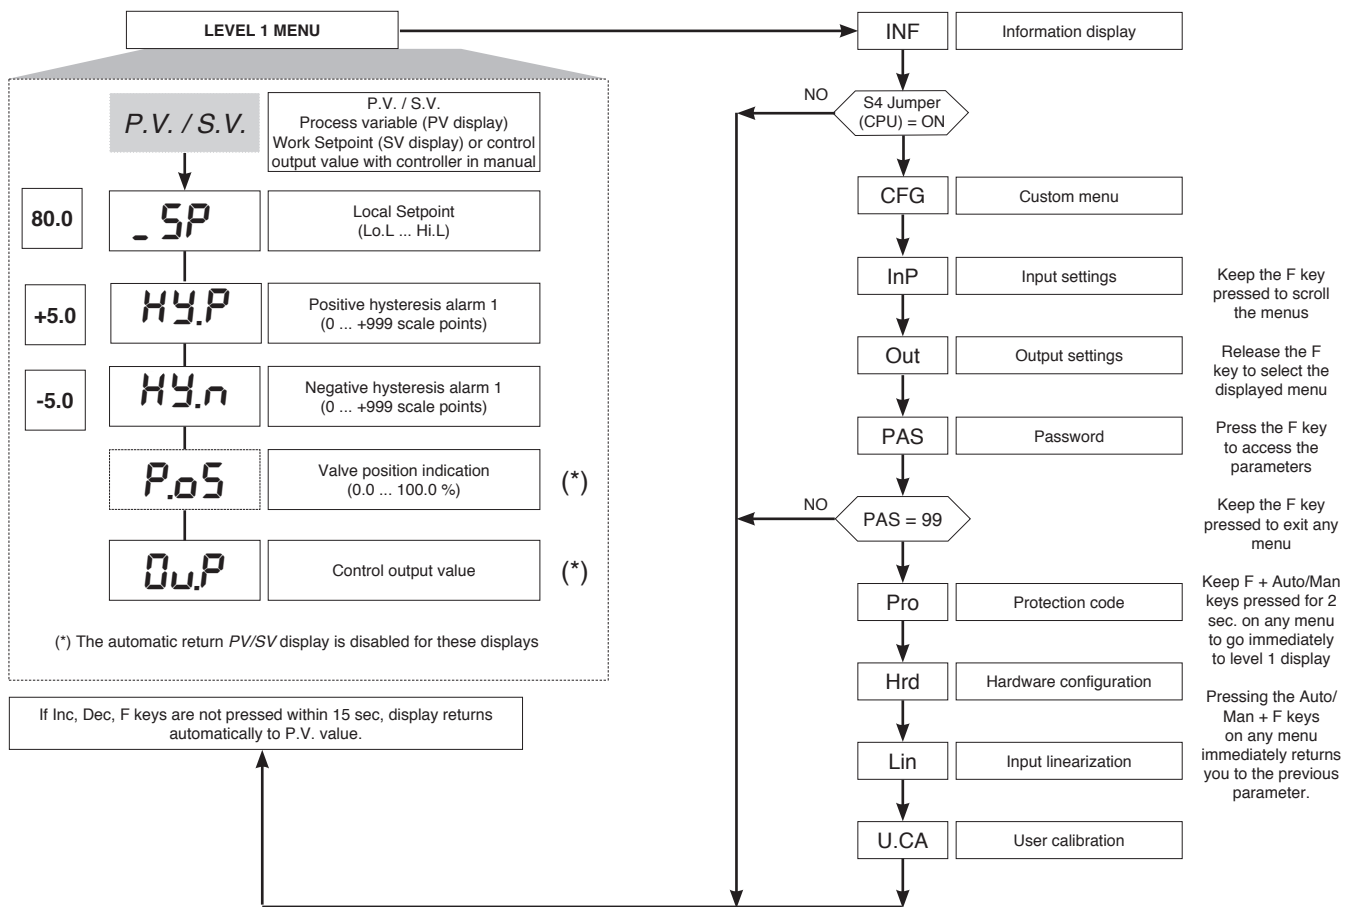 LEVEL 1 MENU
P.V. / S.V.
P.V. / S.V.
Process variable (PV display)
Work Setpoint (SV display) or control
output value with controller in manual
80.0
_SP
Local Setpoint
(Lo.L ... Hi.L)
+5.0
HY.P
Positive hysteresis alarm 1
(0 ... +999 scale points)
-5.0
HY.n
Negative hysteresis alarm 1
(0 ... +999 scale points)
P.oS
Valve position indication
(0.0 ... 100.0 %)
(*)
Ou.P
Control output value
(*)
(*) The automatic return PV/SV display is disabled for these displays
If Inc, Dec, F keys are not pressed within 15 sec, display returns
automatically to P.V. value.
INF
Information display
NO
S4 Jumper
(CPU) = ON
CFG
Custom menu
InP
Input settings
Out
Output settings
PAS
Password
NO
PAS = 99
Pro
Protection code
Hrd
Hardware configuration
Lin
Input linearization
U.CA
User calibration
Keep the F key
pressed to scroll
the menus
Release the F
key to select the
displayed menu
Press the F key
to access the
parameters
Keep the F key
pressed to exit any
menu
Keep F + Auto/Man
keys pressed for 2
sec. on any menu
to go immediately
to level 1 display
Pressing the Auto/
Man + F keys
on any menu
immediately returns
you to the previous
parameter.